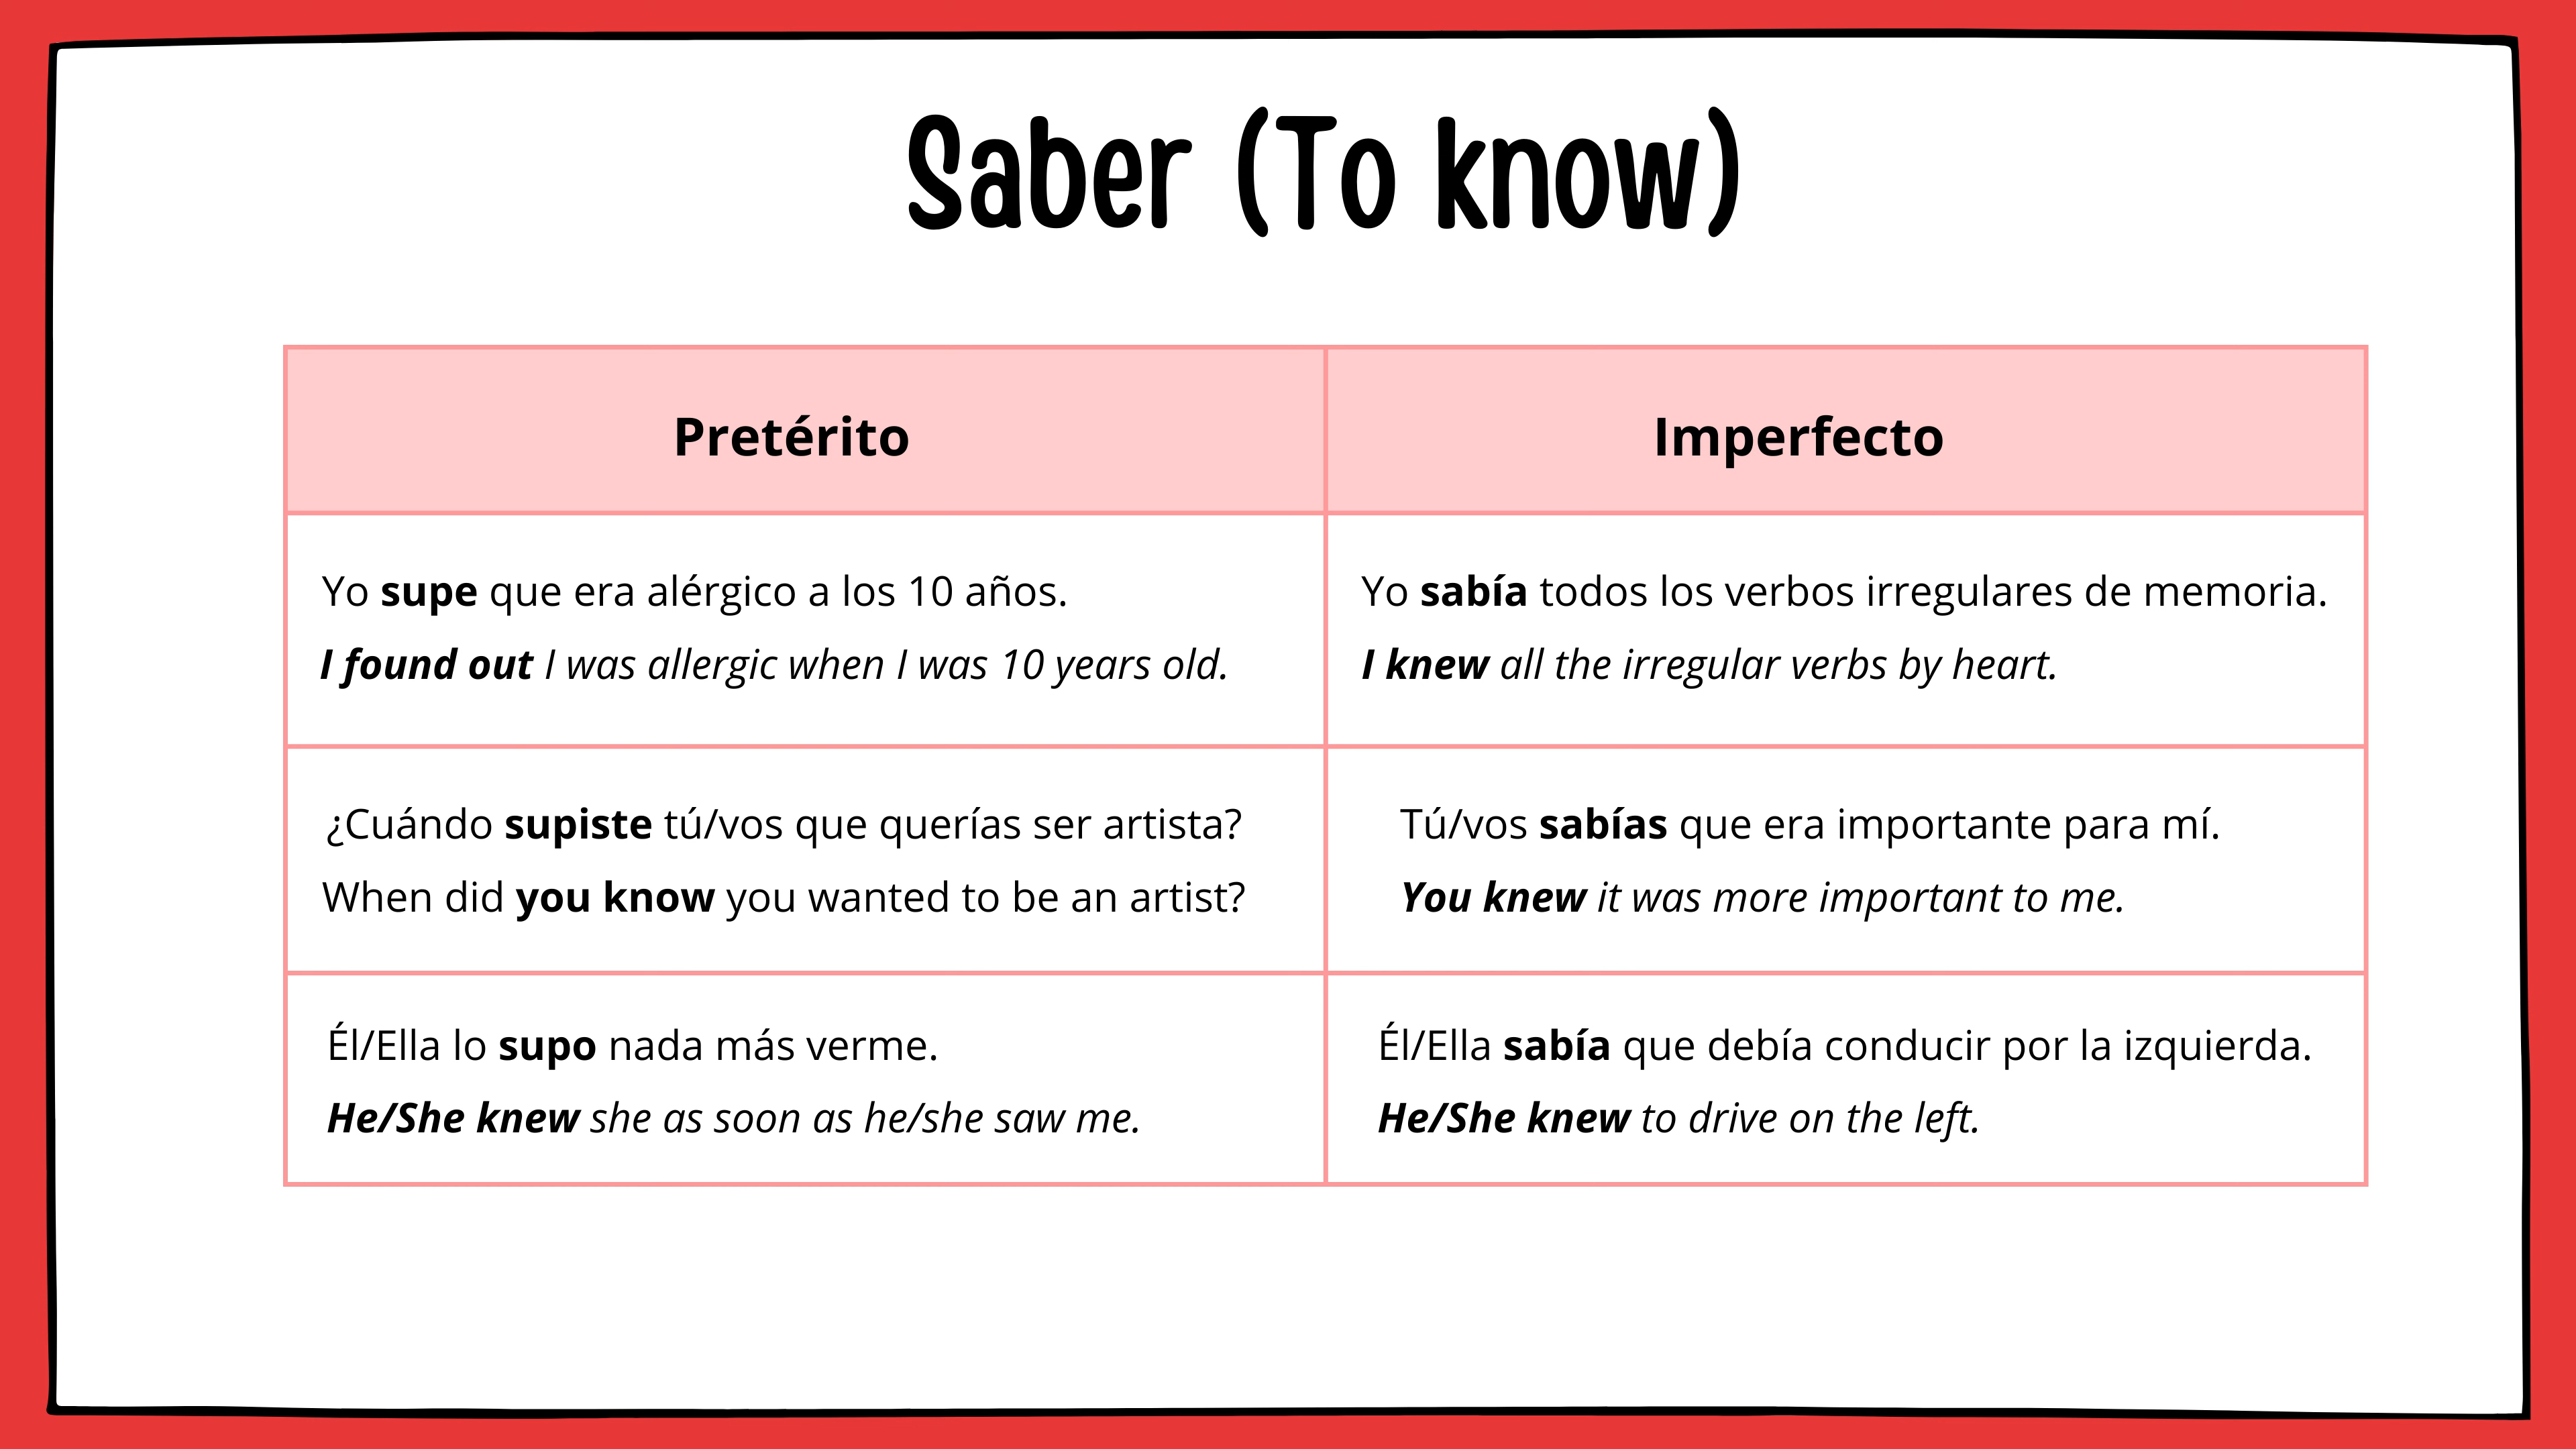 Saber (To know)
Pretérito
Imperfecto
Yo supe que era alérgico a los 10 años.
I found out I was allergic when I was 10 years old.
Yo sabía todos los verbos irregulares de memoria.
I knew all the irregular verbs by heart.
¿Cuándo supiste tú/vos que querías ser artista?
When did you know you wanted to be an artist?
Tú/vos sabías que era importante para mí.
You knew it was more important to me.
Él/Ella lo supo nada más verme.
He/She knew she as soon as he/she saw me.
Él/Ella sabía que debía conducir por la izquierda.
He/She knew to drive on the left.